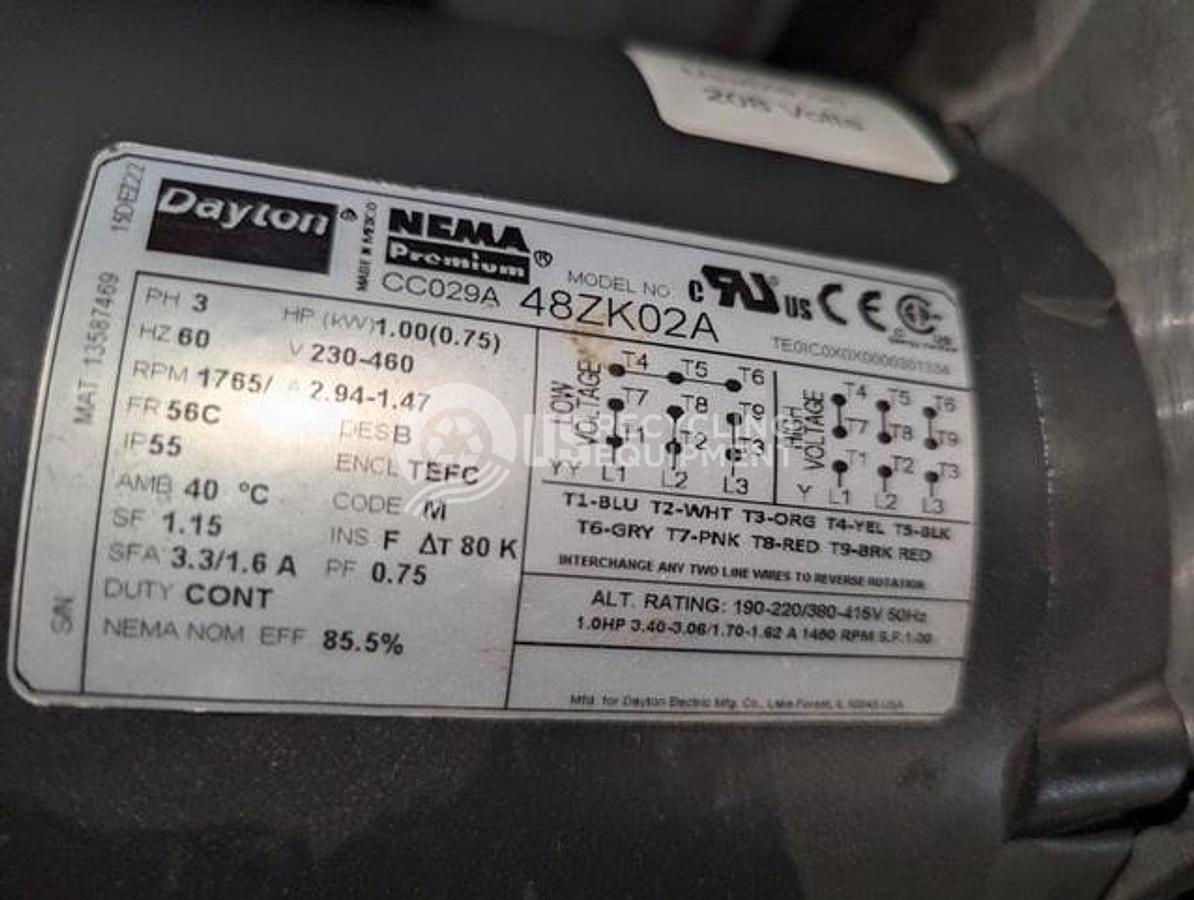 208 Volts
15DEZ22
MAT 13587469
S/N
Dayton ®
MADE IN MEXICO
NEMA
Premium ®
CC029A
MODEL NO. 48ZK02A
c UR US CE
TE0IC0X0X0000301334
PH 3 HP (kW) 1.00(0.75)
HZ 60 V 230-460
RPM 1765/ A 2.94-1.47
FR 56C DES B
IP 55 ENCL TEFC
AMB 40 °C CODE M
SF 1.15 INS F ΔT 80 K
SFA 3.3/1.6 A PF 0.75
DUTY CONT
NEMA NOM EFF 85.5%
LOW VOLTAGE
T4 T5 T6
T7 T8 T9
T1 T2 T3
YY L1 L2 L3
HIGH VOLTAGE
T4 T5 T6
T7 T8 T9
T1 T2 T3
Y L1 L2 L3
T1-BLU T2-WHT T3-ORG T4-YEL T5-BLK
T6-GRY T7-PNK T8-RED T9-BRK RED
INTERCHANGE ANY TWO LINE WIRES TO REVERSE ROTATION
ALT. RATING: 190-220/380-415V 50Hz
1.0HP 3.40-3.06/1.70-1.62 A 1460 RPM S.F.1.00
Mfd. for Dayton Electric Mfg. Co., Lake Forest, IL 60045 USA
US RECYCLING
EQUIPMENT